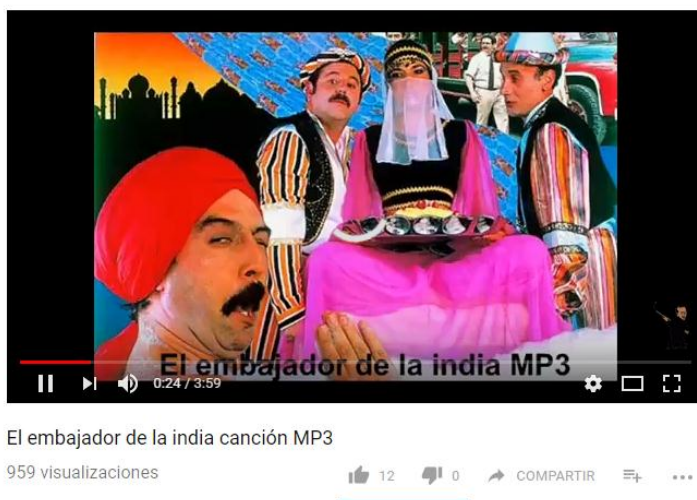 El embajador de la india MP3
0:24 / 3:59
El embajador de la india canción MP3
959 visualizaciones
12
0
COMPARTIR